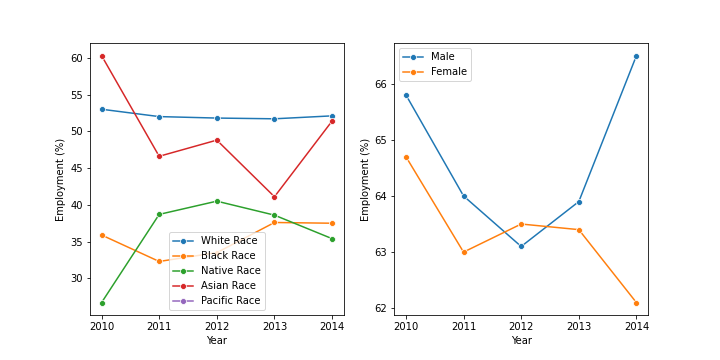 60
55
50
45
40
35
30
Employment (%)
White Race
Black Race
Native Race
Asian Race
Pacific Race
2010 2011 2012 2013 2014
Year
Male
Female
66
65
64
63
62
Employment (%)
2010 2011 2012 2013 2014
Year